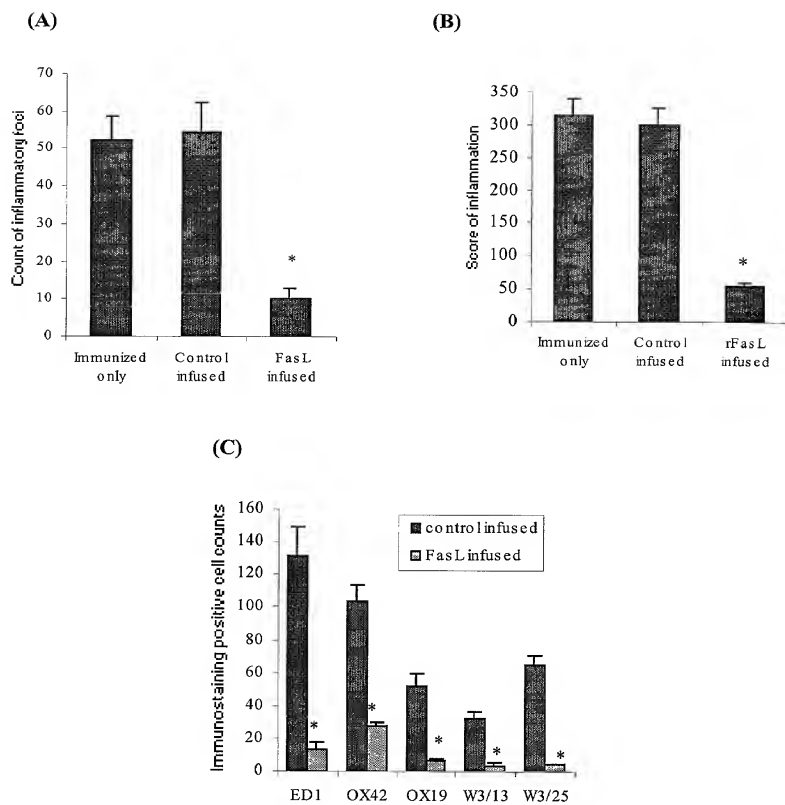 (A)
Count of inflammatory foci
70
60
50
40
30
20
10
0
*
Immunized only
Control infused
FasL infused
(B)
Score of inflammation
350
300
250
200
150
100
50
0
*
Immunized only
Control infused
rFasL infused
(C)
Immunostaining positive cell counts
160
140
120
100
80
60
40
20
0
control infused
FasL infused
*
*
*
*
*
ED1
OX42
OX19
W3/13
W3/25